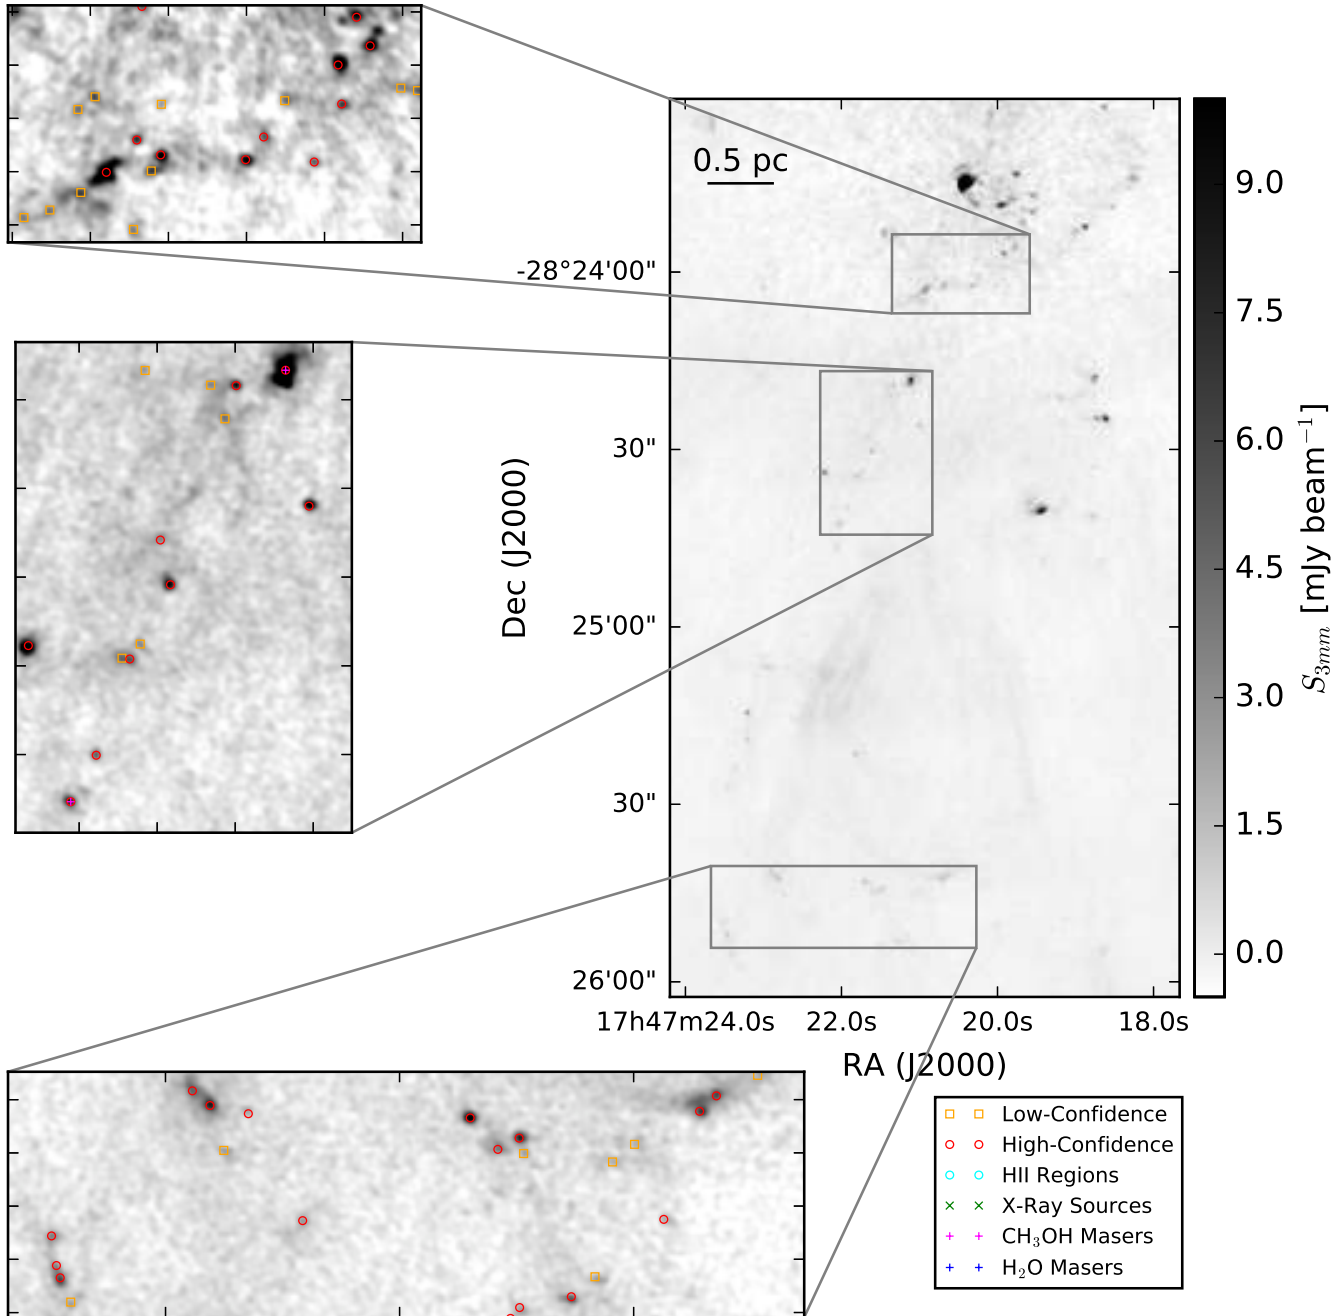 0.5 pc
-28°24'00"
30"
25'00"
30"
26'00"
Dec (J2000)
17h47m24.0s 22.0s 20.0s 18.0s
RA (J2000)
9.0
7.5
6.0
4.5
3.0
1.5
0.0
S₃mm [mJy beam⁻¹]
Low-Confidence
High-Confidence
HII Regions
X-Ray Sources
CH₃OH Masers
H₂O Masers